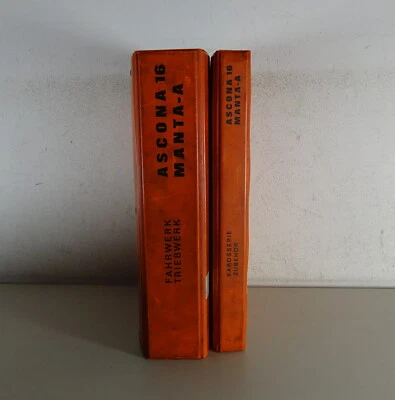 ASCONA 16
MANTA-A
FAHRWERK
TRIEBWERK
ASCONA 16
MANTA-A
KAROSSERIE
ZUBEHÖR